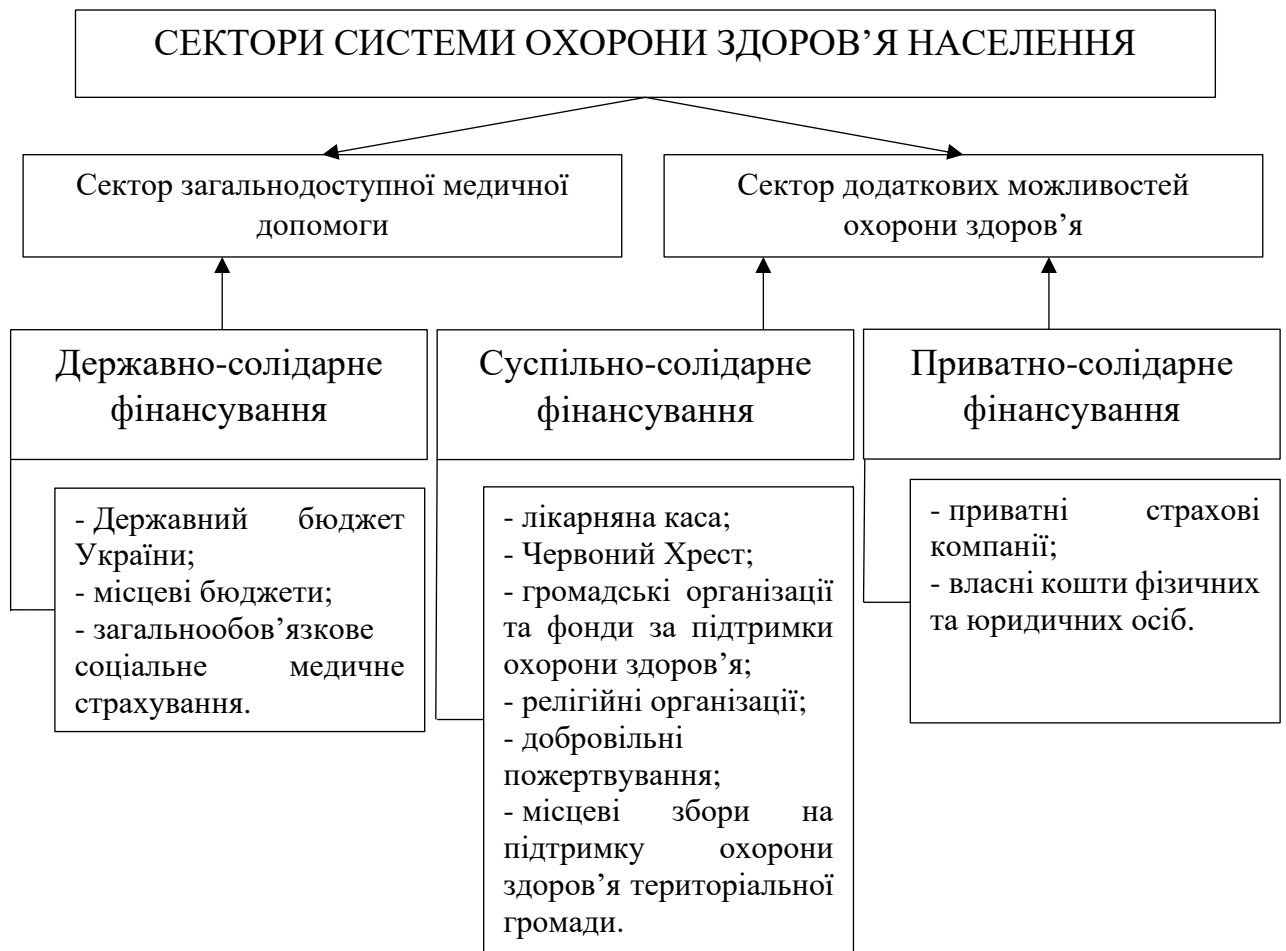 СЕКТОРИ СИСТЕМИ ОХОРОНИ ЗДОРОВ’Я НАСЕЛЕННЯ
Сектор загальнодоступної медичної
допомоги
Сектор додаткових можливостей
охорони здоров’я
Державно-солідарне
фінансування
Суспільно-солідарне
фінансування
Приватно-солідарне
фінансування
- Державний бюджет
України;
- місцеві бюджети;
- загальнообов’язкове
соціальне медичне
страхування.
- лікарняна каса;
- Червоний Хрест;
- громадські організації
та фонди за підтримки
охорони здоров’я;
- релігійні організації;
- добровільні
пожертвування;
- місцеві збори на
підтримку охорони
здоров’я територіальної
громади.
- приватні страхові
компанії;
- власні кошти фізичних
та юридичних осіб.